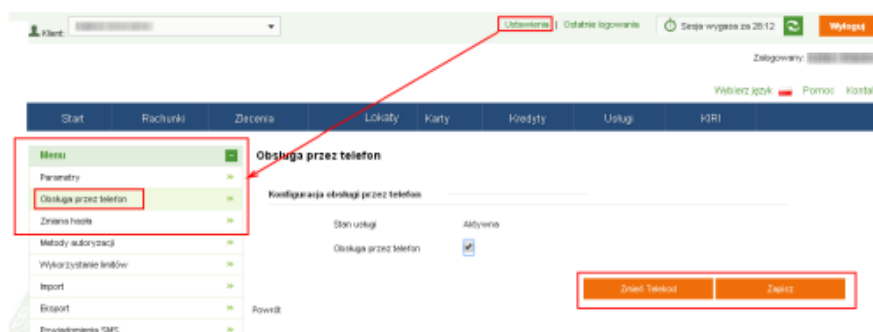 Klient:
Ustawienia | Ostatnie logowania Sesja wygasa za 28:12 Wyloguj
Zalogowany:
Wybierz język Pomoc Kontak
Start Rachunki Zlecenia Lokaty Karty Kredyty Usługi KIRI
Menu
Parametry
Obsługa przez telefon
Zmiana hasła
Metody autoryzacji
Wykorzystanie limitów
Import
Eksport
Powiadomienia SMS
Obsługa przez telefon
Konfiguracja obsługi przez telefon
Stan usługi Aktywna
Obsługa przez telefon
Zmień Telekod Zapisz
Powrót